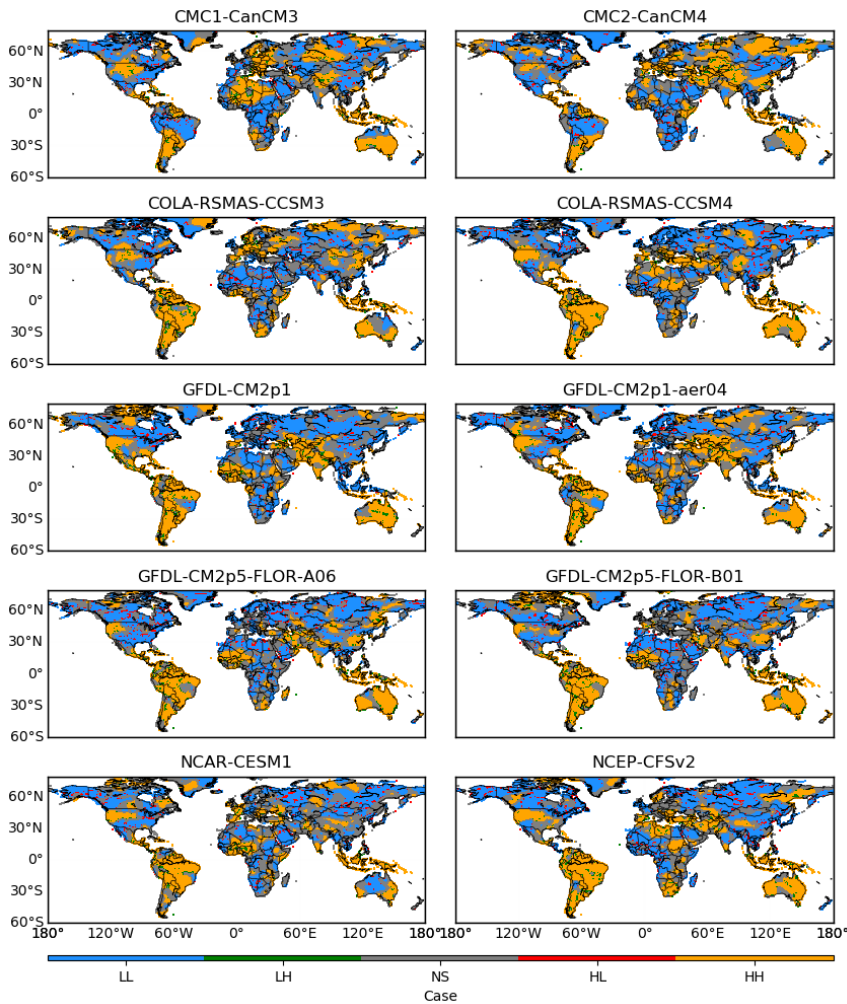 CMC1-CanCM3 CMC2-CanCM4
60°N
30°N
0°
30°S
60°S
COLA-RSMAS-CCSM3 COLA-RSMAS-CCSM4
60°N
30°N
0°
30°S
60°S
GFDL-CM2p1 GFDL-CM2p1-aer04
60°N
30°N
0°
30°S
60°S
GFDL-CM2p5-FLOR-A06 GFDL-CM2p5-FLOR-B01
60°N
30°N
0°
30°S
60°S
NCAR-CESM1 NCEP-CFSv2
60°N
30°N
0°
30°S
60°S
180° 120°W 60°W 0° 60°E 120°E 180° 180° 120°W 60°W 0° 60°E 120°E 180°
LL LH NS HL HH
Case